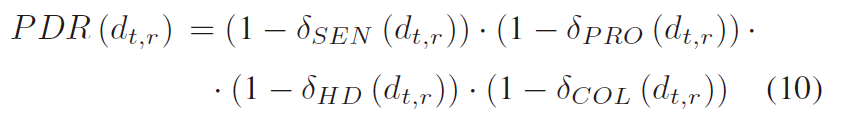 PDR (d_{t,r}) = (1 − δ_{SEN} (d_{t,r})) · (1 − δ_{PRO} (d_{t,r})) ·
· (1 − δ_{HD} (d_{t,r})) · (1 − δ_{COL} (d_{t,r})) (10)